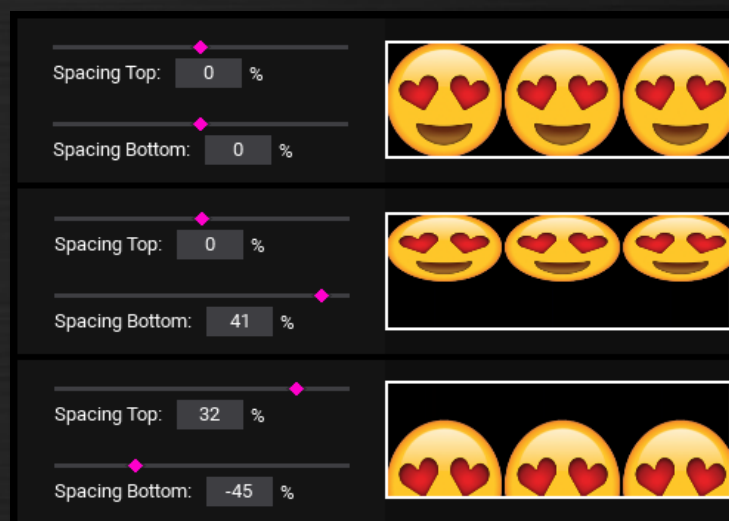 Spacing Top: 0 %
Spacing Bottom: 0 %
Spacing Top: 0 %
Spacing Bottom: 41 %
Spacing Top: 32 %
Spacing Bottom: -45 %